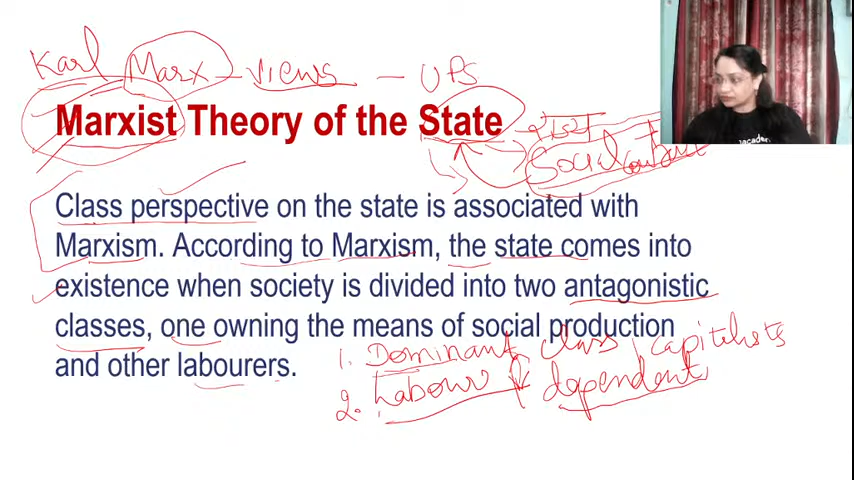 Karl Marx - views - UPS
Marxist Theory of the State - राज्य
Social contract
academ
Class perspective on the state is associated with
Marxism. According to Marxism, the state comes into
existence when society is divided into two antagonistic
classes, one owning the means of social production
and other labourers.
1. Dominant class, capitalists
2. Labour & dependent